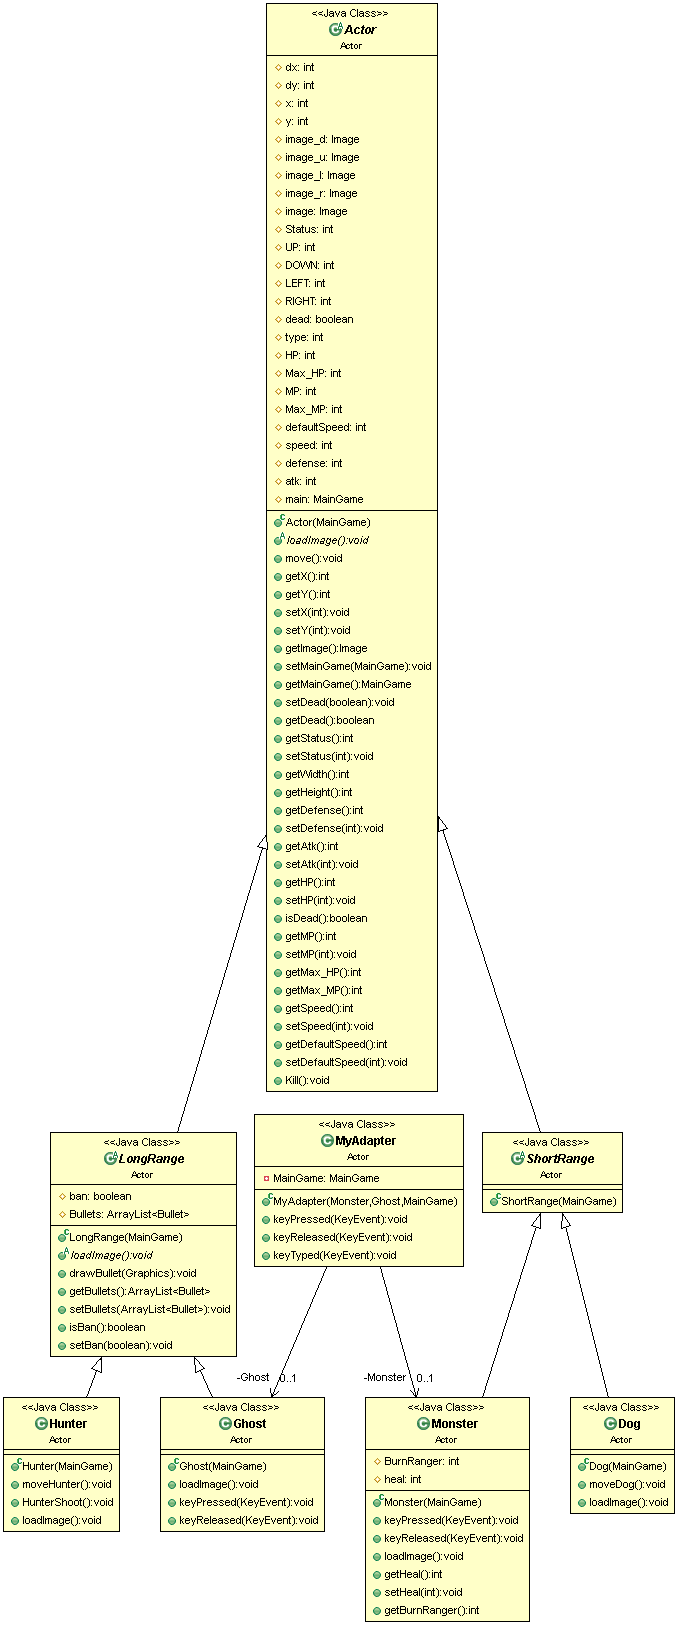 <<Java Class>>
Actor
Actor
dx: int
dy: int
x: int
y: int
image_d: Image
image_u: Image
image_l: Image
image_r: Image
image: Image
Status: int
UP: int
DOWN: int
LEFT: int
RIGHT: int
dead: boolean
type: int
HP: int
Max_HP: int
MP: int
Max_MP: int
defaultSpeed: int
speed: int
defense: int
atk: int
main: MainGame
Actor(MainGame)
loadImage():void
move():void
getX():int
getY():int
setX(int):void
setY(int):void
getImage():Image
setMainGame(MainGame):void
getMainGame():MainGame
setDead(boolean):void
getDead():boolean
getStatus():int
setStatus(int):void
getWidth():int
getHeight():int
getDefense():int
setDefense(int):void
getAtk():int
setAtk(int):void
getHP():int
setHP(int):void
isDead():boolean
getMP():int
setMP(int):void
getMax_HP():int
getMax_MP():int
getSpeed():int
setSpeed(int):void
getDefaultSpeed():int
setDefaultSpeed(int):void
Kill():void
<<Java Class>>
LongRange
Actor
ban: boolean
Bullets: ArrayList<Bullet>
LongRange(MainGame)
loadImage():void
drawBullet(Graphics):void
getBullets():ArrayList<Bullet>
setBullets(ArrayList<Bullet>):void
isBan():boolean
setBan(boolean):void
<<Java Class>>
MyAdapter
Actor
MainGame: MainGame
MyAdapter(Monster,Ghost,MainGame)
keyPressed(KeyEvent):void
keyReleased(KeyEvent):void
keyTyped(KeyEvent):void
<<Java Class>>
ShortRange
Actor
ShortRange(MainGame)
-Ghost 0..1
-Monster 0..1
<<Java Class>>
Hunter
Actor
Hunter(MainGame)
moveHunter():void
HunterShoot():void
loadImage():void
<<Java Class>>
Ghost
Actor
Ghost(MainGame)
loadImage():void
keyPressed(KeyEvent):void
keyReleased(KeyEvent):void
<<Java Class>>
Monster
Actor
BurnRanger: int
heal: int
Monster(MainGame)
keyPressed(KeyEvent):void
keyReleased(KeyEvent):void
loadImage():void
getHeal():int
setHeal(int):void
getBurnRanger():int
<<Java Class>>
Dog
Actor
Dog(MainGame)
moveDog():void
loadImage():void